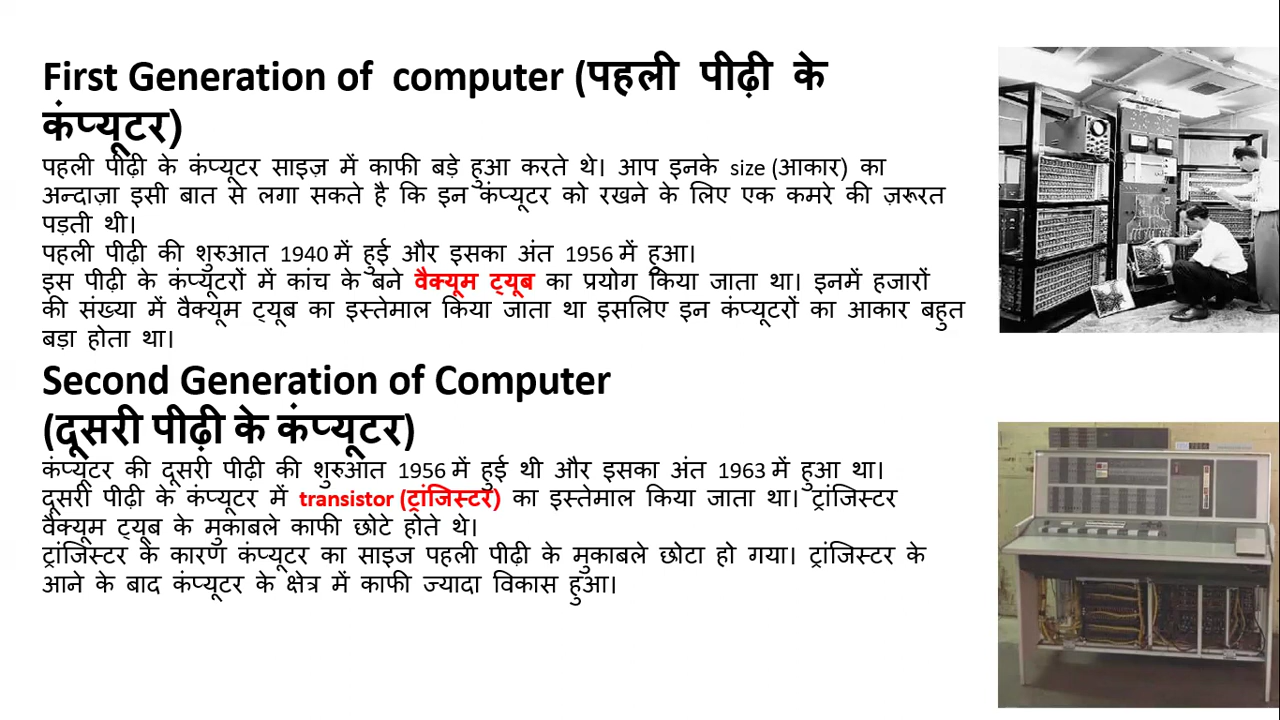 First Generation of computer (पहली पीढ़ी के
कंप्यूटर)
पहली पीढ़ी के कंप्यूटर साइज़ में काफी बड़े हुआ करते थे। आप इनके size (आकार) का
अन्दाज़ा इसी बात से लगा सकते है कि इन कंप्यूटर को रखने के लिए एक कमरे की ज़रूरत
पड़ती थी।
पहली पीढ़ी की शुरुआत 1940 में हुई और इसका अंत 1956 में हुआ।
इस पीढ़ी के कंप्यूटरों में कांच के बने वैक्यूम ट्यूब का प्रयोग किया जाता था। इनमें हजारों
की संख्या में वैक्यूम ट्यूब का इस्तेमाल किया जाता था इसलिए इन कंप्यूटरों का आकार बहुत
बड़ा होता था।
Second Generation of Computer
(दूसरी पीढ़ी के कंप्यूटर)
कंप्यूटर की दूसरी पीढ़ी की शुरुआत 1956 में हुई थी और इसका अंत 1963 में हुआ था।
दूसरी पीढ़ी के कंप्यूटर में transistor (ट्रांजिस्टर) का इस्तेमाल किया जाता था। ट्रांजिस्टर
वैक्यूम ट्यूब के मुकाबले काफी छोटे होते थे।
ट्रांजिस्टर के कारण कंप्यूटर का साइज पहली पीढ़ी के मुकाबले छोटा हो गया। ट्रांजिस्टर के
आने के बाद कंप्यूटर के क्षेत्र में काफी ज्यादा विकास हुआ।